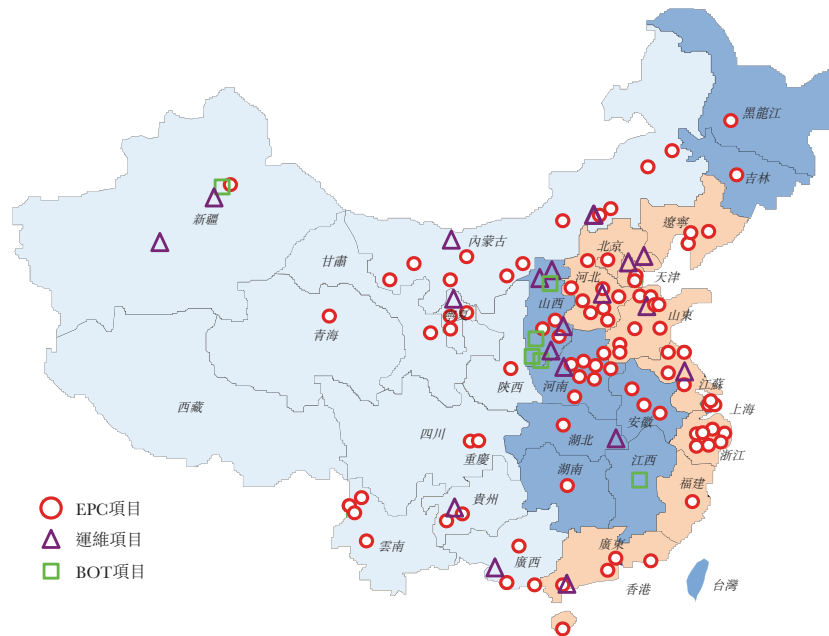 黑龍江
吉林
遼寧
新疆
內蒙古
北京
甘肅
河北
天津
山西
寧夏
山東
青海
陝西
河南
江蘇
西藏
上海
安徽
四川
湖北
浙江
重慶
湖南
江西
福建
貴州
EPC項目
運維項目
雲南
廣東
廣西
BOT項目
香港
台灣